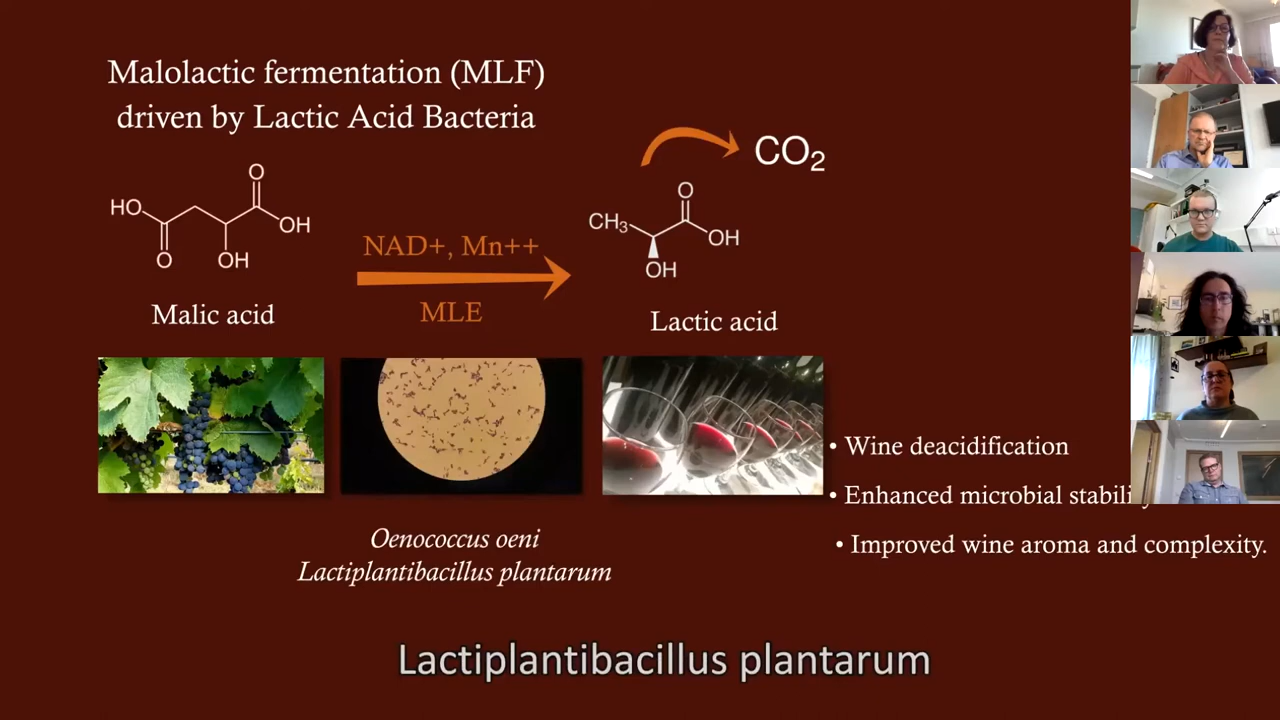 Malolactic fermentation (MLF)
driven by Lactic Acid Bacteria
CO₂
O
HO
OH
O
OH
Malic acid
NAD+, Mn++
MLE
O
CH₃
OH
OH
Lactic acid
• Wine deacidification
• Enhanced microbial
• Improved wine aroma and complexity.
Oenococcus oeni
Lactiplantibacillus plantarum
Lactiplantibacillus plantarum